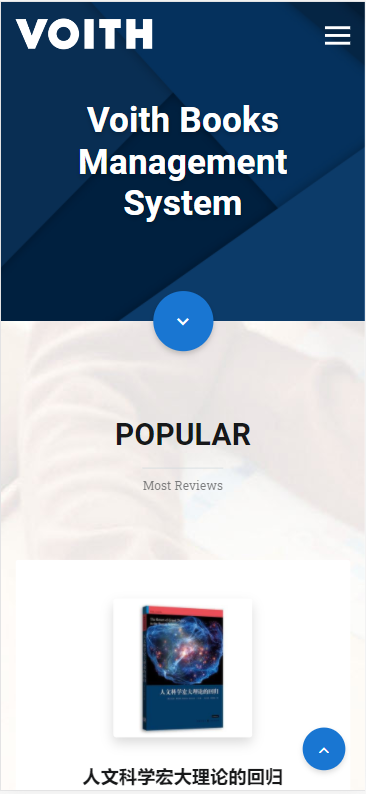 VOITH
Voith Books
Management
System
POPULAR
Most Reviews
人文科学宏大理论的回归
人文科学宏大理论的回归